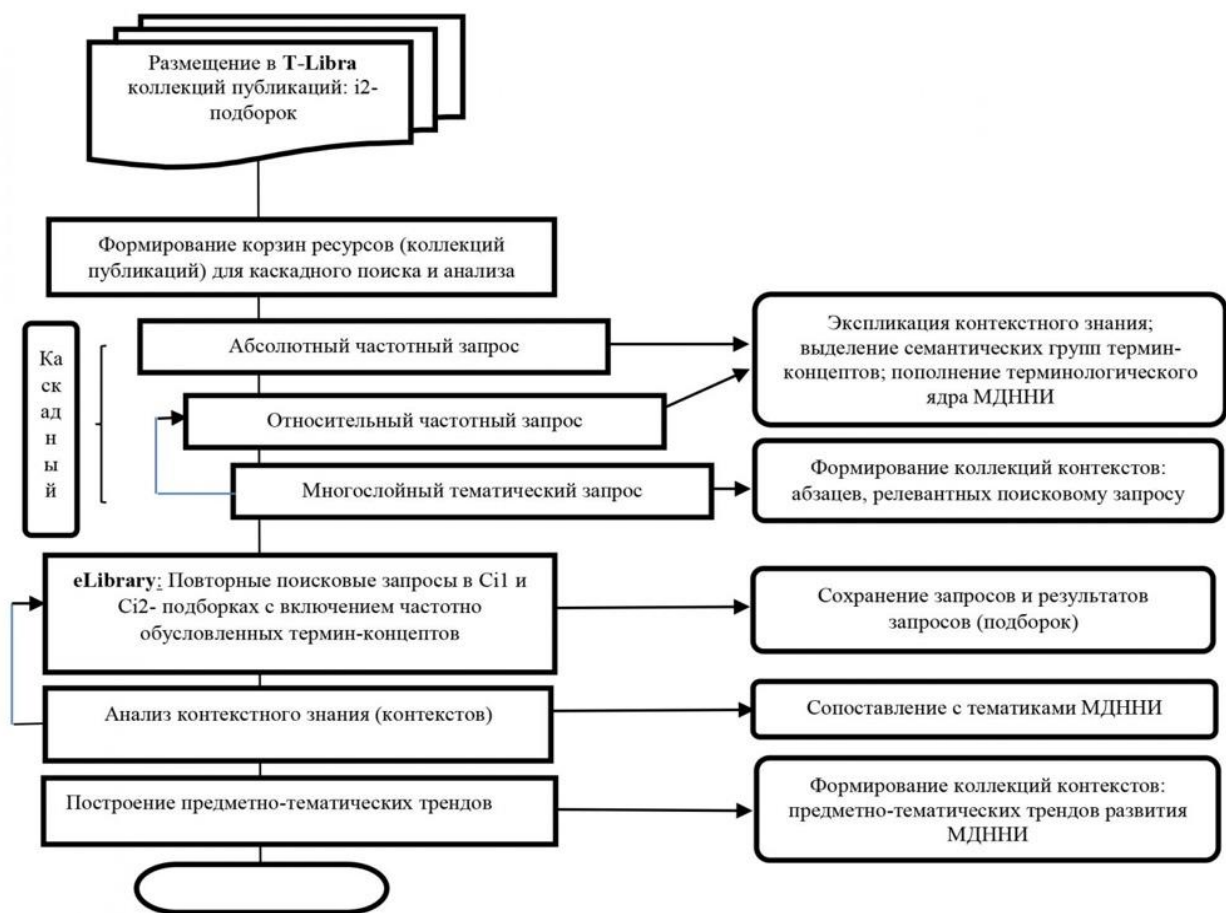 Размещение в T-Libra
коллекций публикаций: i2-
подборок
Формирование корзин ресурсов (коллекций
публикаций) для каскадного поиска и анализа
Ка
ск
ад
н
ы
й
Абсолютный частотный запрос
Относительный частотный запрос
Многослойный тематический запрос
Экспликация контекстного знания;
выделение семантических групп термин-
концептов; пополнение терминологического
ядра МДННИ
Формирование коллекций контекстов:
абзацев, релевантных поисковому запросу
eLibrary: Повторные поисковые запросы в Ci1 и
Ci2- подборках с включением частотно
обусловленных термин-концептов
Сохранение запросов и результатов
запросов (подборок)
Анализ контекстного знания (контекстов)
Сопоставление с тематиками МДННИ
Построение предметно-тематических трендов
Формирование коллекций контекстов:
предметно-тематических трендов развития
МДННИ